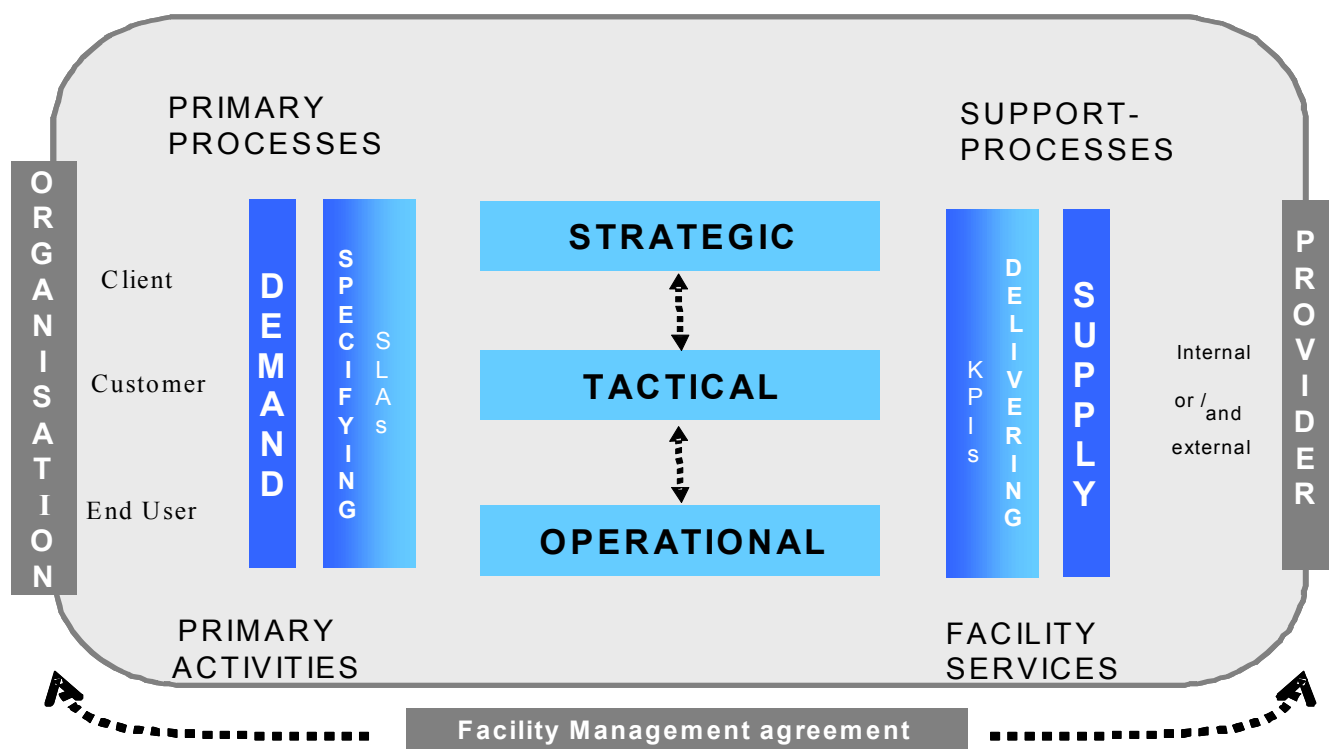 PRIMARY
PROCESSES
SUPPORT-
PROCESSES
ORGANISATION
Client
Customer
End User
DEMAND
SPECIFYING
SLAs
STRATEGIC
TACTICAL
OPERATIONAL
KPIs
DELIVERING
SUPPLY
Internal
or / and
external
PROVIDER
PRIMARY
ACTIVITIES
FACILITY
SERVICES
Facility Management agreement